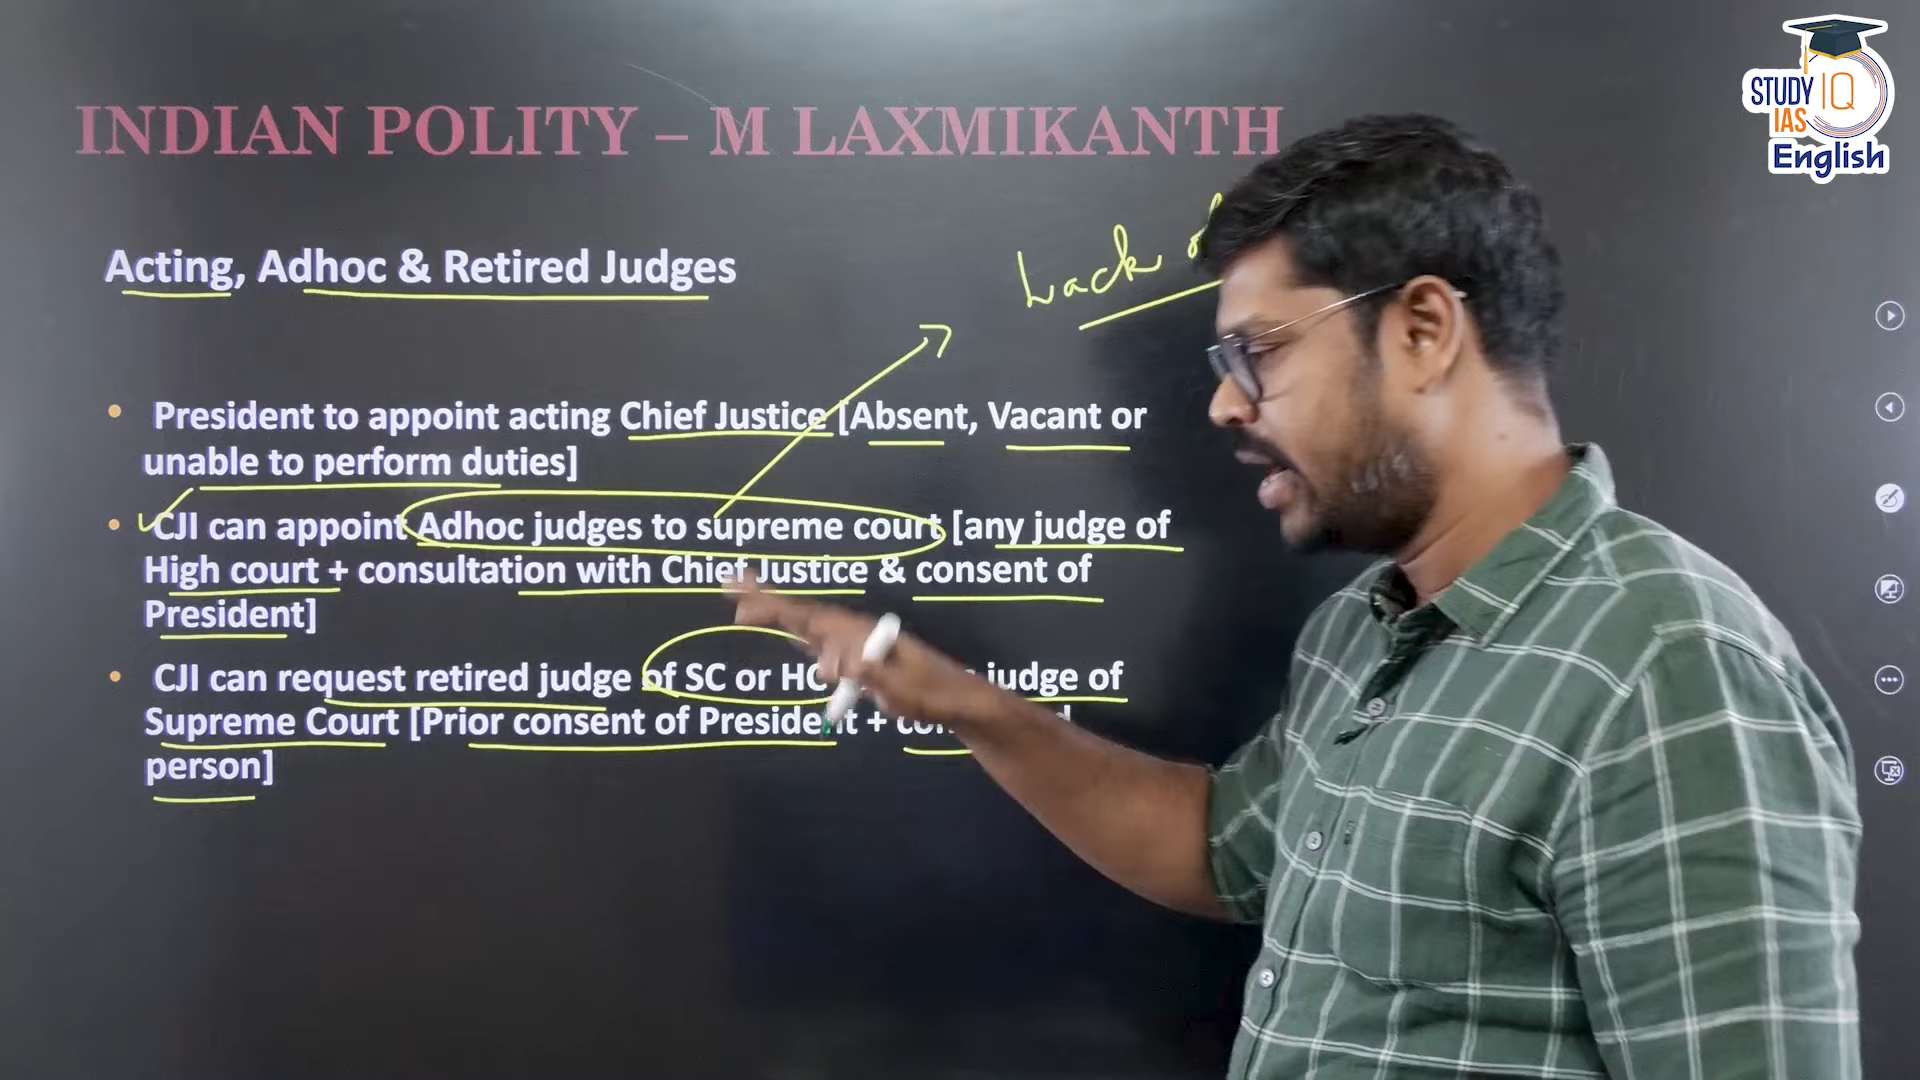 STUDY IQ
IAS
English
INDIAN POLITY – M LAXMIKANTH
Lack of
Acting, Adhoc & Retired Judges
• President to appoint acting Chief Justice [Absent, Vacant or
unable to perform duties]
• CJI can appoint Adhoc judges to supreme court [any judge of
High court + consultation with Chief Justice & consent of
President]
• CJI can request retired judge of SC or HC judge of
Supreme Court [Prior consent of President +
person]